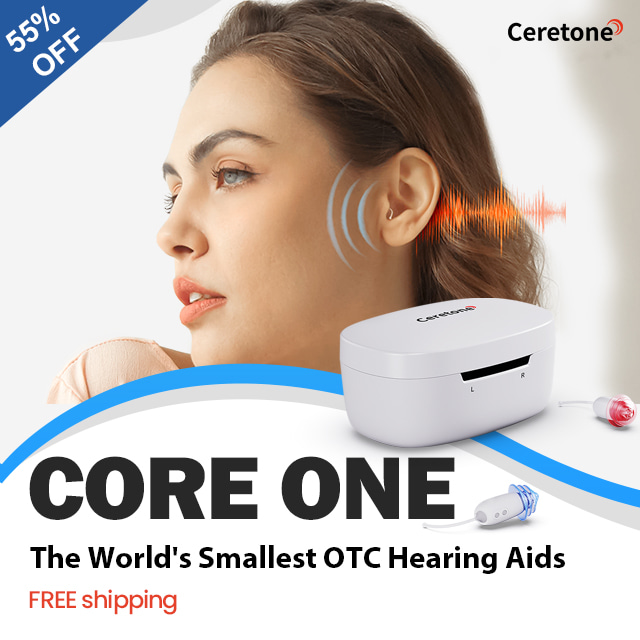 55%
OFF
Ceretone
Ceretone
L R
CORE ONE
The World's Smallest OTC Hearing Aids
FREE shipping